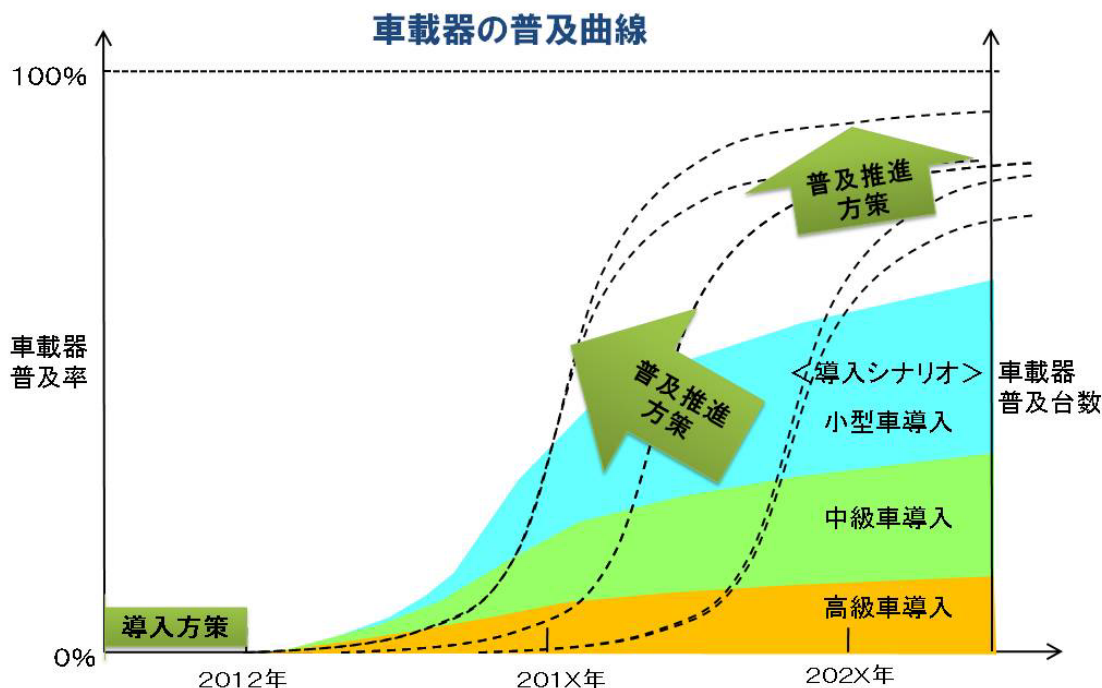 車載器の普及曲線
100%
普及推進
方策
車載器
普及率
普及推進
方策
<導入シナリオ>
車載器
普及台数
小型車導入
中級車導入
高級車導入
導入方策
0%
2012年
201X年
202X年